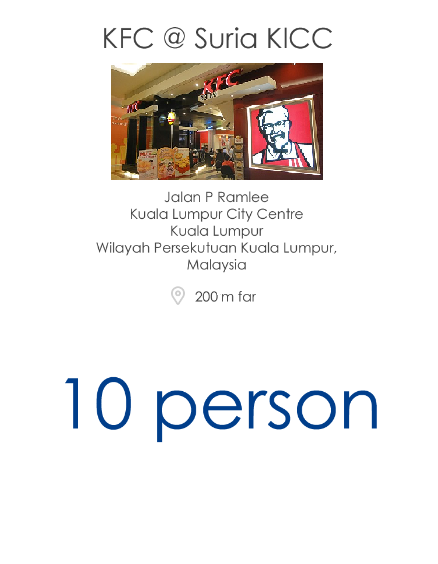 KFC @ Suria KlCC
KFC
KFC
Jalan P Ramlee
Kuala Lumpur City Centre
Kuala Lumpur
Wilayah Persekutuan Kuala Lumpur,
Malaysia
200 m far
10 person